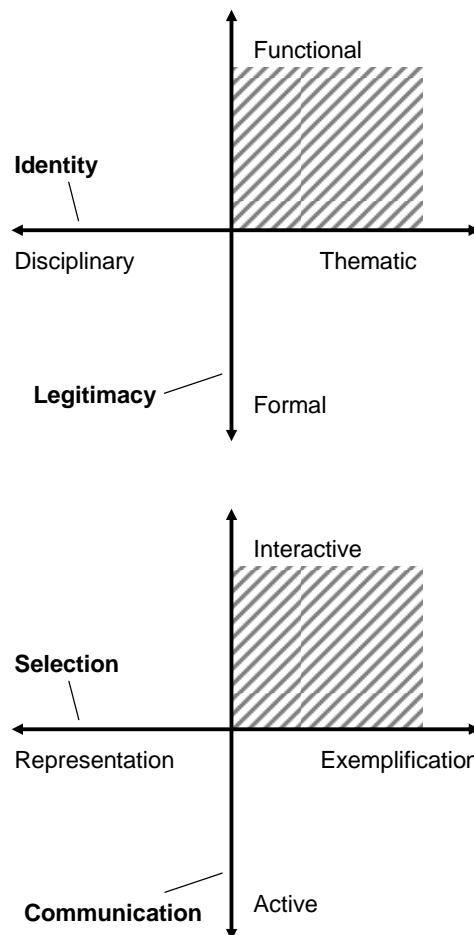 Functional
Identity
Disciplinary Thematic
Legitimacy
Formal
Interactive
Selection
Representation Exemplification
Communication
Active